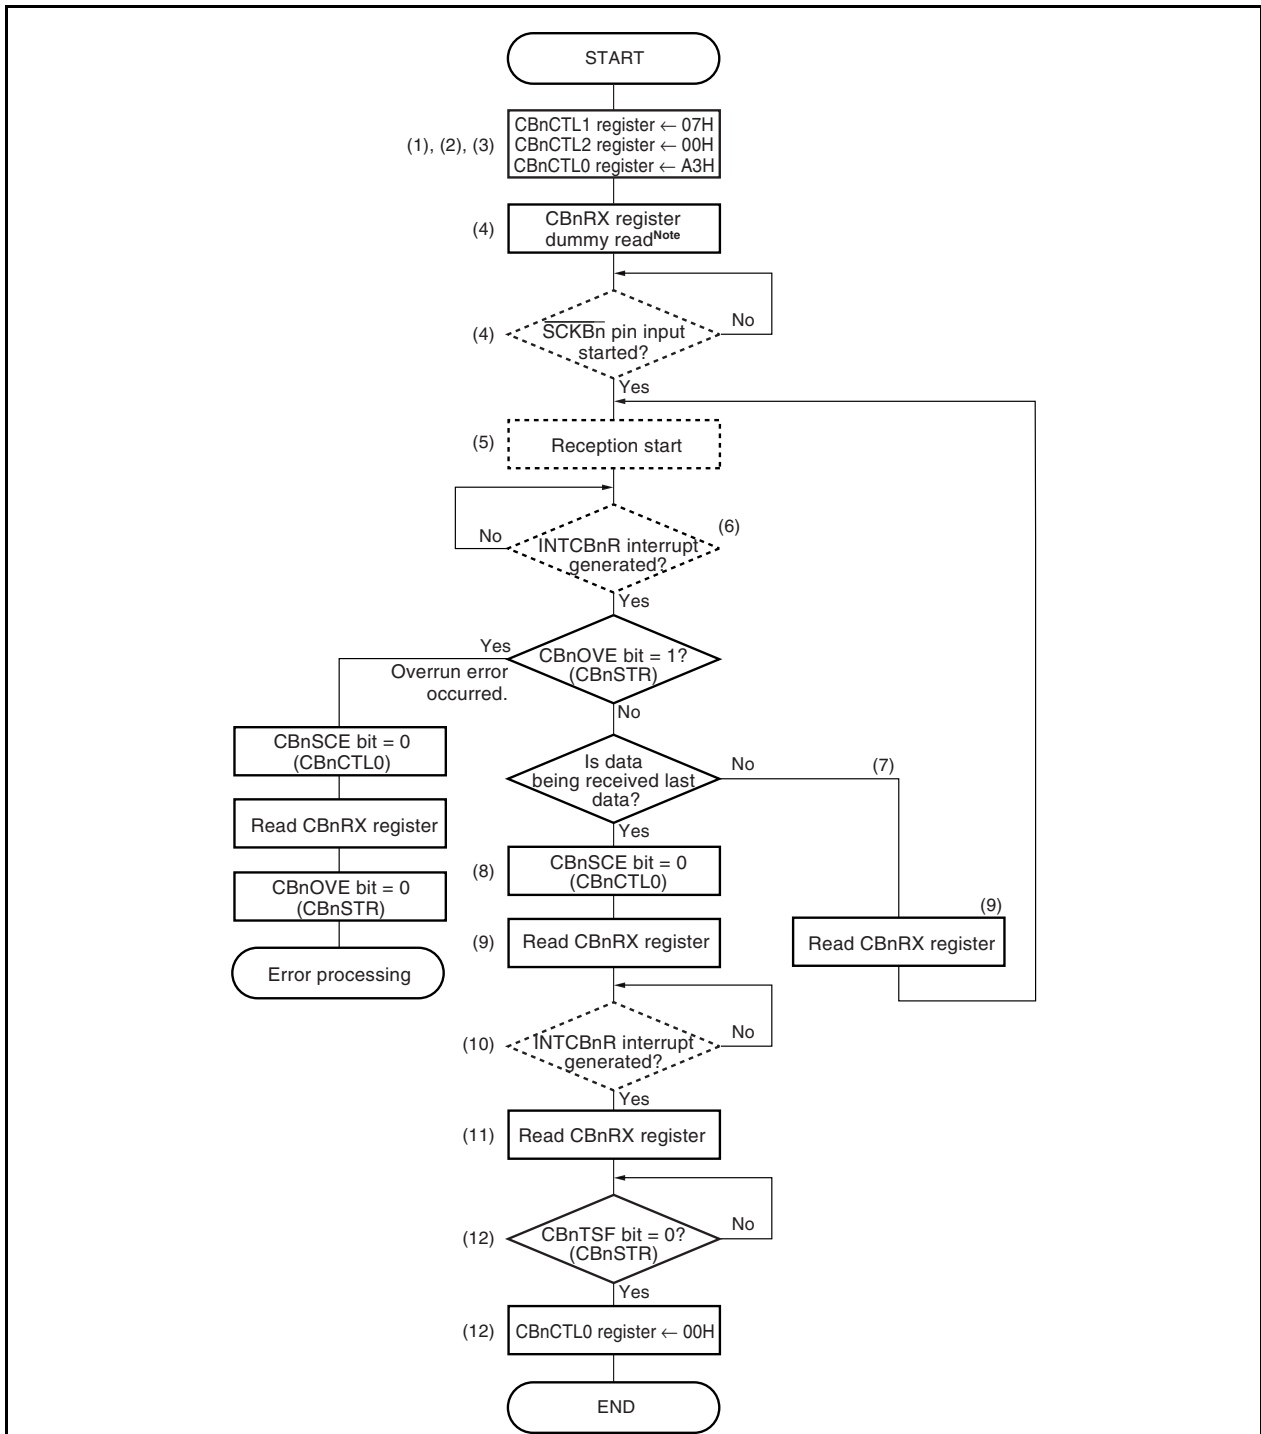 START
(1), (2), (3)
CBnCTL1 register ← 07H
CBnCTL2 register ← 00H
CBnCTL0 register ← A3H
(4)
CBnRX register
dummy readNote
(4)
SCKBn pin input
started?
No
Yes
(5)
Reception start
(6)
No
INTCBnR interrupt
generated?
Yes
Yes
CBnOVE bit = 1?
(CBnSTR)
Overrun error
occurred.
No
CBnSCE bit = 0
(CBnCTL0)
Is data
being received last
data?
No
(7)
Read CBnRX register
Yes
(8)
CBnSCE bit = 0
(CBnCTL0)
CBnOVE bit = 0
(CBnSTR)
(9)
Read CBnRX register
(9)
Read CBnRX register
Error processing
(10)
INTCBnR interrupt
generated?
No
Yes
(11)
Read CBnRX register
(12)
CBnTSF bit = 0?
(CBnSTR)
No
Yes
(12)
CBnCTL0 register ← 00H
END